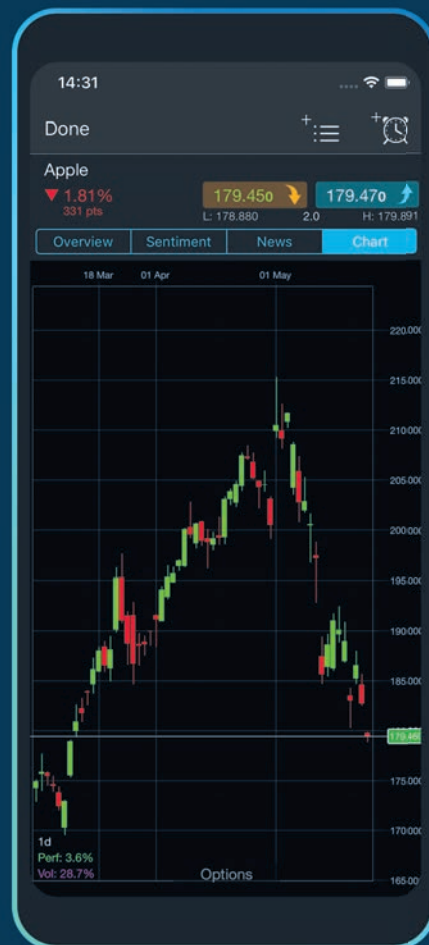 14:31
Done
Apple
▼ 1.81%
331 pts
179.450
179.470
L: 178.880 2.0 H: 179.891
Overview Sentiment News Chart
18 Mar 01 Apr 01 May
220.000
215.000
210.000
205.000
200.000
195.000
190.000
185.000
179.460
175.000
170.000
165.000
1d
Perf: 3.6%
Vol: 28.7%
Options